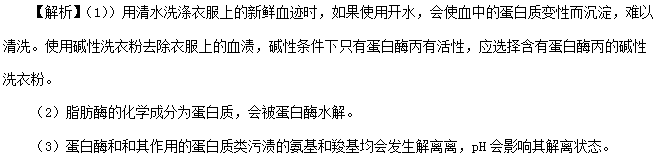 【解析】（1））用清水洗涤衣服上的新鲜血迹时，如果使用开水，会使血中的蛋白质变性而沉淀，难以
清洗。使用碱性洗衣粉去除衣服上的血渍，碱性条件下只有蛋白酶丙有活性，应选择含有蛋白酶丙的碱性
洗衣粉。
（2）脂肪酶的化学成分为蛋白质，会被蛋白酶水解。
（3）蛋白酶和和其作用的蛋白质类污渍的氨基和羧基均会发生解离离，pH 会影响其解离状态。